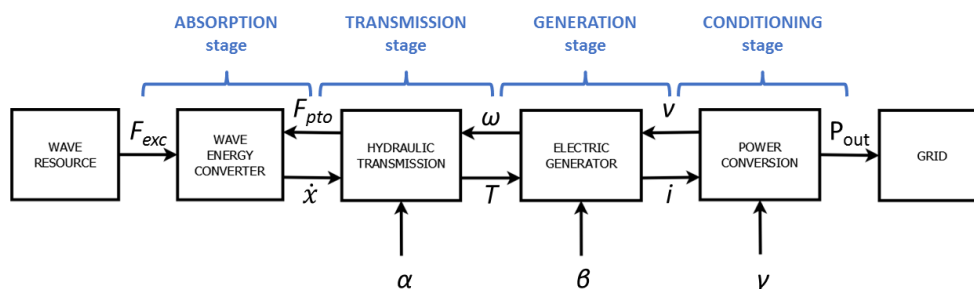 ABSORPTION
stage
TRANSMISSION
stage
GENERATION
stage
CONDITIONING
stage
WAVE
RESOURCE
F_exc
WAVE
ENERGY
CONVERTER
F_pto
ẋ
HYDRAULIC
TRANSMISSION
ω
T
ELECTRIC
GENERATOR
v
i
POWER
CONVERSION
P_out
GRID
α
β
γ